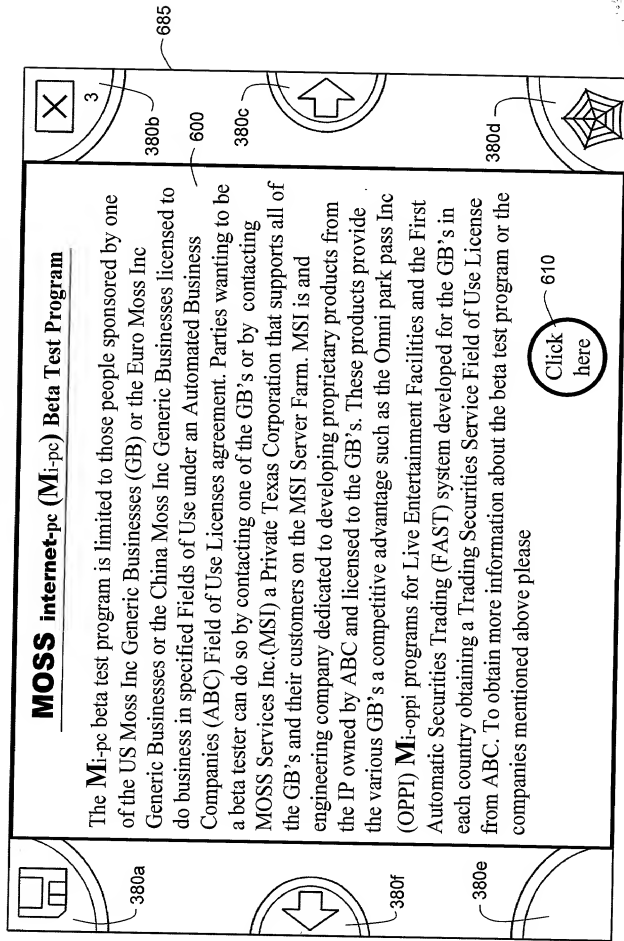 MOSS internet-pc (Mi-pc) Beta Test Program
The Mi-pc beta test program is limited to those people sponsored by one
of the US Moss Inc Generic Businesses (GB) or the Euro Moss Inc
Generic Businesses or the China Moss Inc Generic Businesses licensed to
do business in specified Fields of Use under an Automated Business
Companies (ABC) Field of Use Licenses agreement. Parties wanting to be
a beta tester can do so by contacting one of the GB's or by contacting
MOSS Services Inc.(MSI) a Private Texas Corporation that supports all of
the GB's and their customers on the MSI Server Farm. MSI is and
engineering company dedicated to developing proprietary products from
the IP owned by ABC and licensed to the GB's. These products provide
the various GB's a competitive advantage such as the Omni park pass Inc
(OPPI) Mi-oppi programs for Live Entertainment Facilities and the First
Automatic Securities Trading (FAST) system developed for the GB's in
each country obtaining a Trading Securities Service Field of Use License
from ABC. To obtain more information about the beta test program or the
companies mentioned above please
Click
here
610
600
685
3
380a
380b
380c
380d
380e
380f